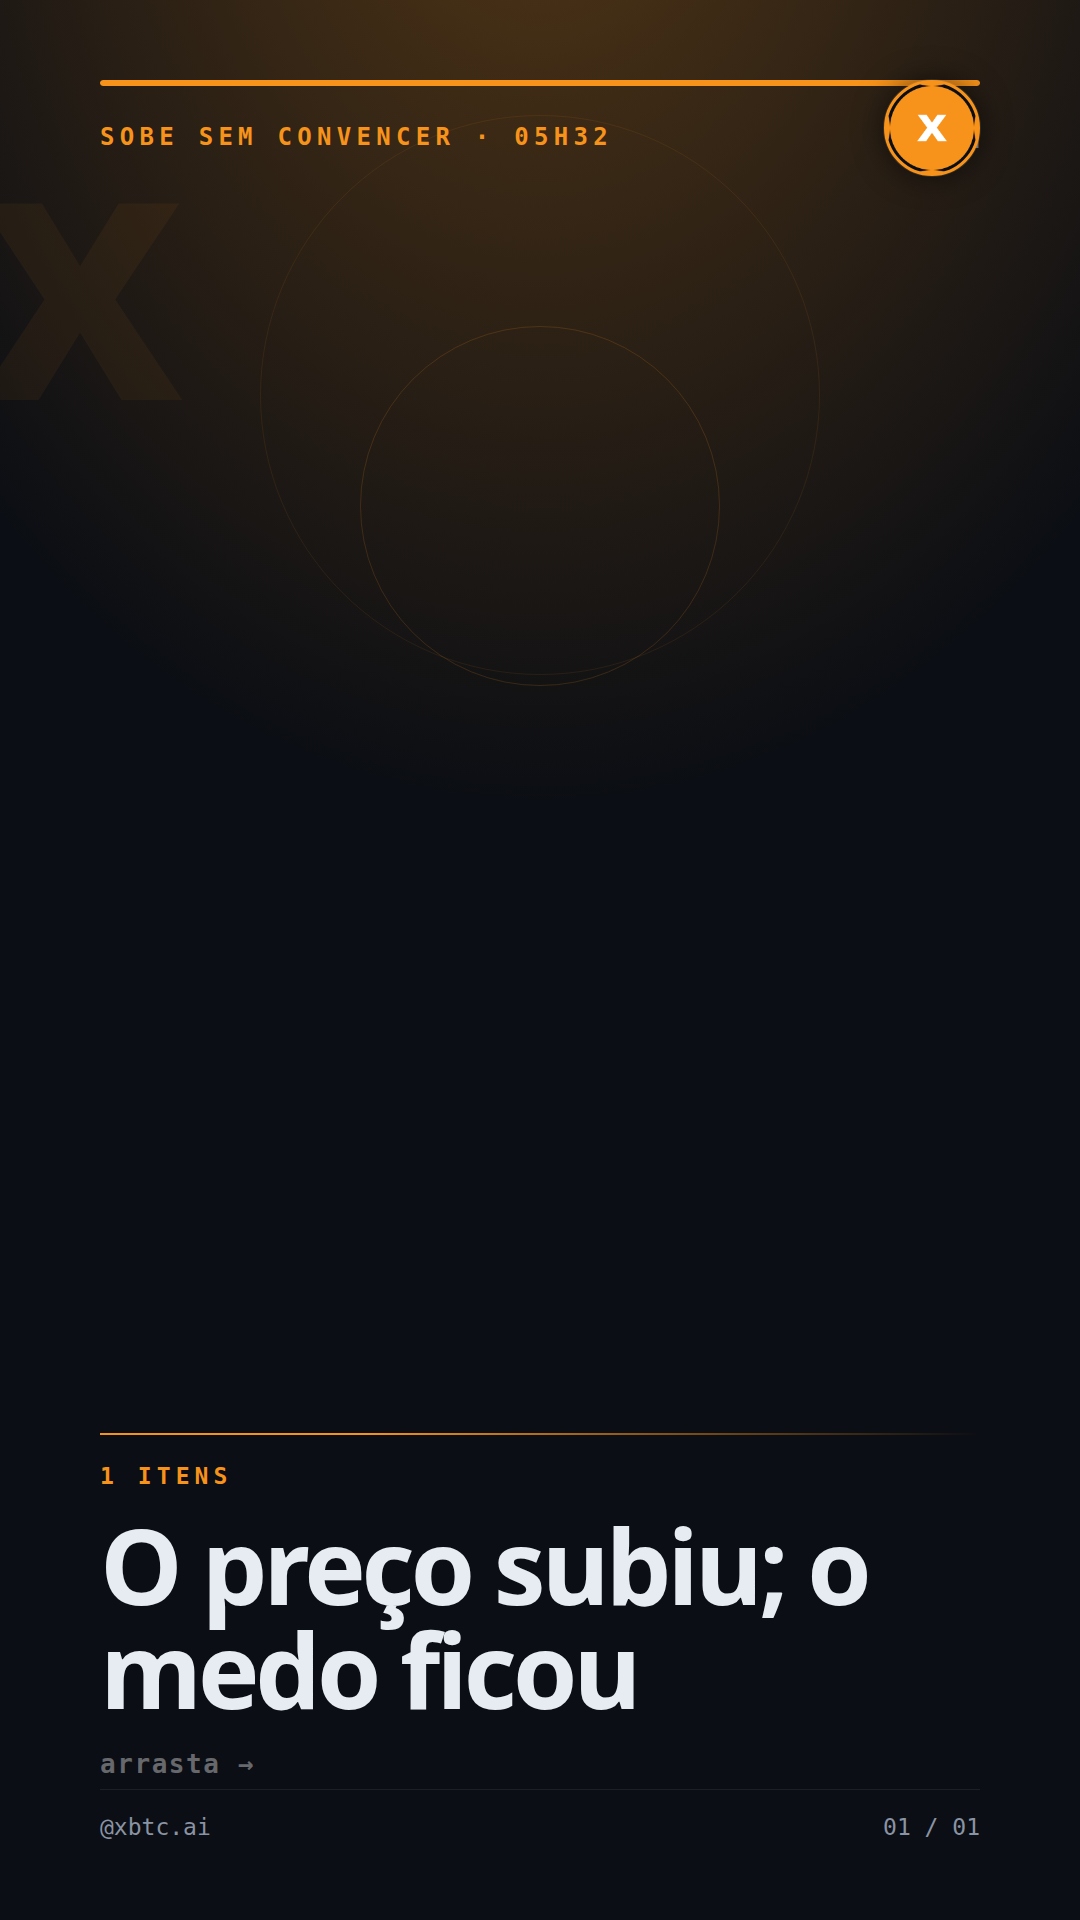 SOBE SEM CONVENCER · 05H32
x
x
1 ITENS
O preço subiu; o
medo ficou
arrasta →
@xbtc.ai
01 / 01